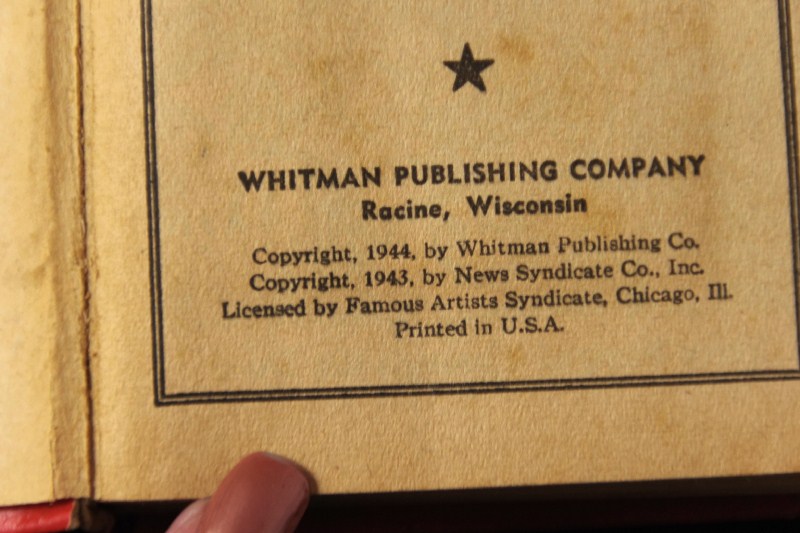 WHITMAN PUBLISHING COMPANY
Racine, Wisconsin
Copyright, 1944, by Whitman Publishing Co.
Copyright, 1943, by News Syndicate Co., Inc.
Licensed by Famous Artists Syndicate, Chicago, Ill.
Printed in U.S.A.